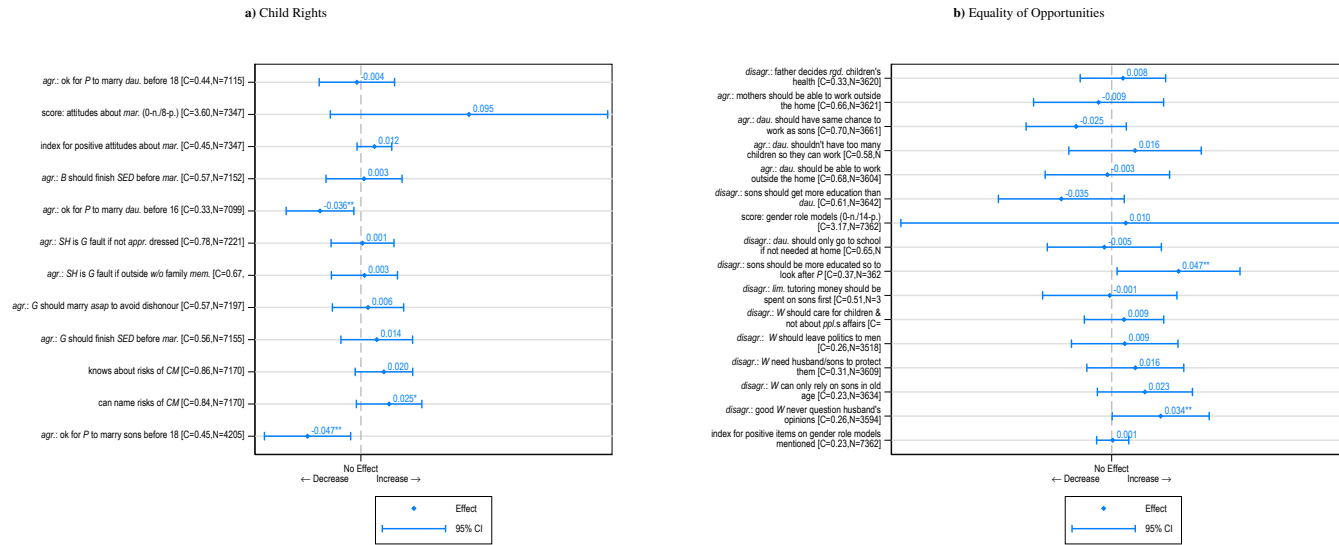 a) Child Rights
agr.: ok for P to marry dau. before 18 [C=0.44,N=7115]
-0.004
score: attitudes about mar. (0-n./8-p.) [C=3.60,N=7347]
0.095
index for positive attitudes about mar. [C=0.45,N=7347]
0.012
agr.: B should finish SED before mar. [C=0.57,N=7152]
0.003
agr.: ok for P to marry dau. before 16 [C=0.33,N=7099]
-0.036**
agr.: SH is G fault if not appr. dressed [C=0.78,N=7221]
0.001
agr.: SH is G fault if outside w/o family mem. [C=0.67,
0.003
agr.: G should marry asap to avoid dishonour [C=0.57,N=7197]
0.006
agr.: G should finish SED before mar. [C=0.56,N=7155]
0.014
knows about risks of CM [C=0.86,N=7170]
0.020
can name risks of CM [C=0.84,N=7170]
0.025*
agr.: ok for P to marry sons before 18 [C=0.45,N=4205]
-0.047**
No Effect
← Decrease Increase →
Effect
95% CI
b) Equality of Opportunities
disagr.: father decides rgd. children's
health [C=0.33,N=3620]
0.008
agr.: mothers should be able to work outside
the home [C=0.66,N=3621]
-0.009
agr.: dau. should have same chance to
work as sons [C=0.70,N=3661]
-0.025
agr.: dau. shouldn't have too many
children so they can work [C=0.58,N
0.016
agr.: dau. should be able to work
outside the home [C=0.68,N=3604]
-0.003
disagr.: sons should get more education than
dau. [C=0.61,N=3642]
-0.035
score: gender role models (0-n./14-p.)
[C=3.17,N=7362]
0.010
disagr.: dau. should only go to school
if not needed at home [C=0.65,N
-0.005
disagr.: sons should be more educated so to
look after P [C=0.37,N=362
0.047**
disagr.: lim. tutoring money should be
spent on sons first [C=0.51,N=3
-0.001
disagr.: W should care for children &
not about ppl.s affairs [C=
0.009
disagr.: W should leave politics to men
[C=0.26,N=3518]
0.009
disagr.: W need husband/sons to protect
them [C=0.31,N=3609]
0.016
disagr.: W can only rely on sons in old
age [C=0.23,N=3634]
0.023
disagr.: good W never question husband's
opinions [C=0.26,N=3594]
0.034**
index for positive items on gender role models
mentioned [C=0.23,N=7362]
0.001
No Effect
← Decrease Increase →
Effect
95% CI